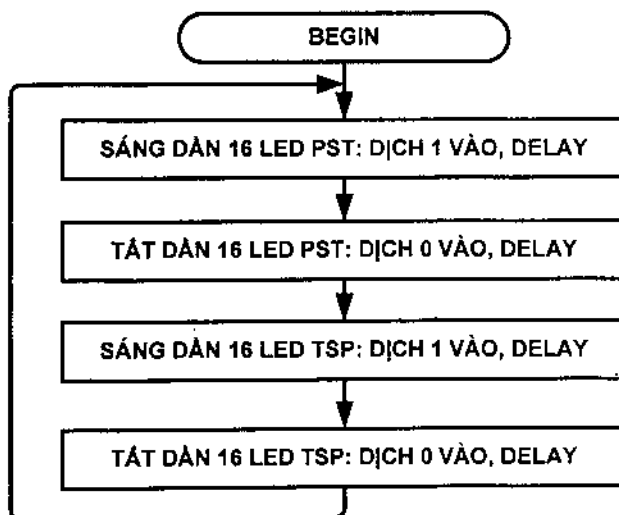 BEGIN
SÁNG DẦN 16 LED PST: DỊCH 1 VÀO, DELAY
TẮT DẦN 16 LED PST: DỊCH 0 VÀO, DELAY
SÁNG DẦN 16 LED TSP: DỊCH 1 VÀO, DELAY
TẮT DẦN 16 LED TSP: DỊCH 0 VÀO, DELAY